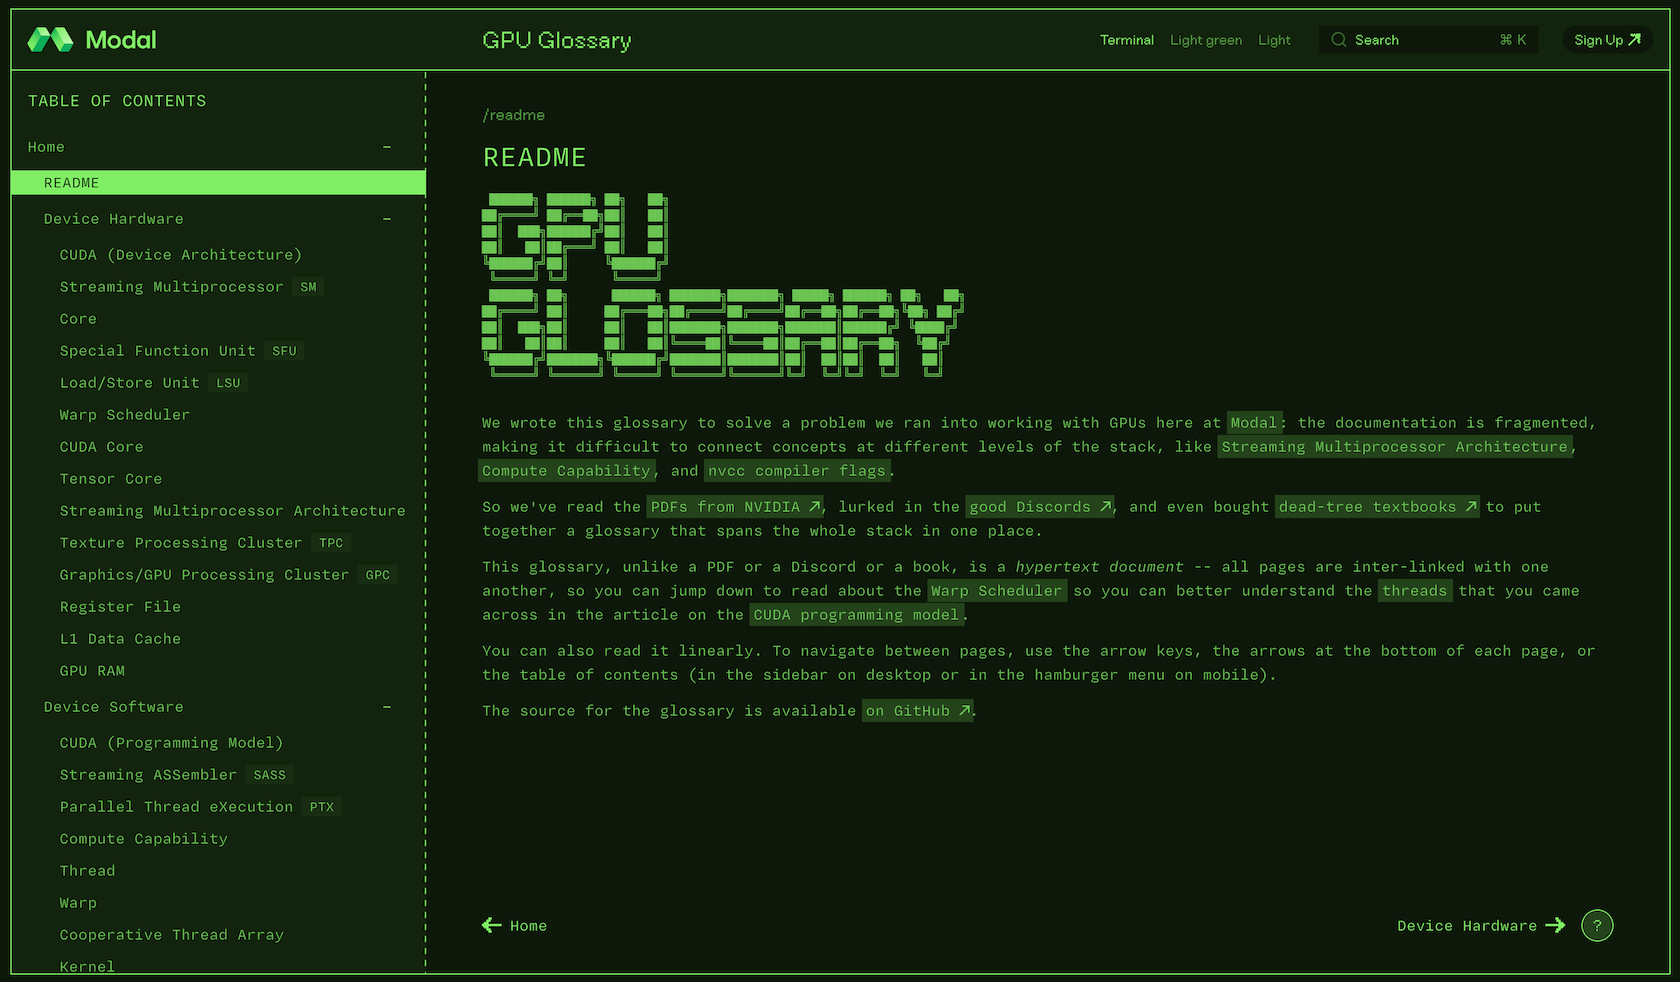 Modal
GPU Glossary
Terminal Light green Light
Search ⌘ K
Sign Up
TABLE OF CONTENTS
Home −
README
Device Hardware −
CUDA (Device Architecture)
Streaming Multiprocessor SM
Core
Special Function Unit SFU
Load/Store Unit LSU
Warp Scheduler
CUDA Core
Tensor Core
Streaming Multiprocessor Architecture
Texture Processing Cluster TPC
Graphics/GPU Processing Cluster GPC
Register File
L1 Data Cache
GPU RAM
Device Software −
CUDA (Programming Model)
Streaming ASSembler SASS
Parallel Thread eXecution PTX
Compute Capability
Thread
Warp
Cooperative Thread Array
Kernel
/readme
README
GPU
GLOSSARY
We wrote this glossary to solve a problem we ran into working with GPUs here at Modal: the documentation is fragmented,
making it difficult to connect concepts at different levels of the stack, like Streaming Multiprocessor Architecture,
Compute Capability, and nvcc compiler flags.
So we've read the PDFs from NVIDIA ↗, lurked in the good Discords ↗, and even bought dead-tree textbooks ↗ to put
together a glossary that spans the whole stack in one place.
This glossary, unlike a PDF or a Discord or a book, is a hypertext document -- all pages are inter-linked with one
another, so you can jump down to read about the Warp Scheduler so you can better understand the threads that you came
across in the article on the CUDA programming model.
You can also read it linearly. To navigate between pages, use the arrow keys, the arrows at the bottom of each page, or
the table of contents (in the sidebar on desktop or in the hamburger menu on mobile).
The source for the glossary is available on GitHub ↗.
← Home
Device Hardware →
?